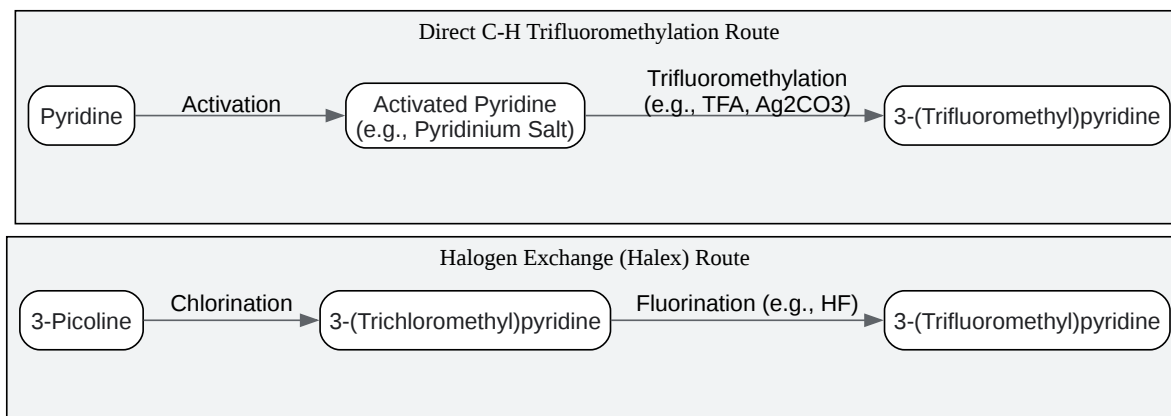 Direct C-H Trifluoromethylation Route
Pyridine
Activation
Activated Pyridine
(e.g., Pyridinium Salt)
Trifluoromethylation
(e.g., TFA, Ag2CO3)
3-(Trifluoromethyl)pyridine
Halogen Exchange (Halex) Route
3-Picoline
Chlorination
3-(Trichloromethyl)pyridine
Fluorination (e.g., HF)
3-(Trifluoromethyl)pyridine